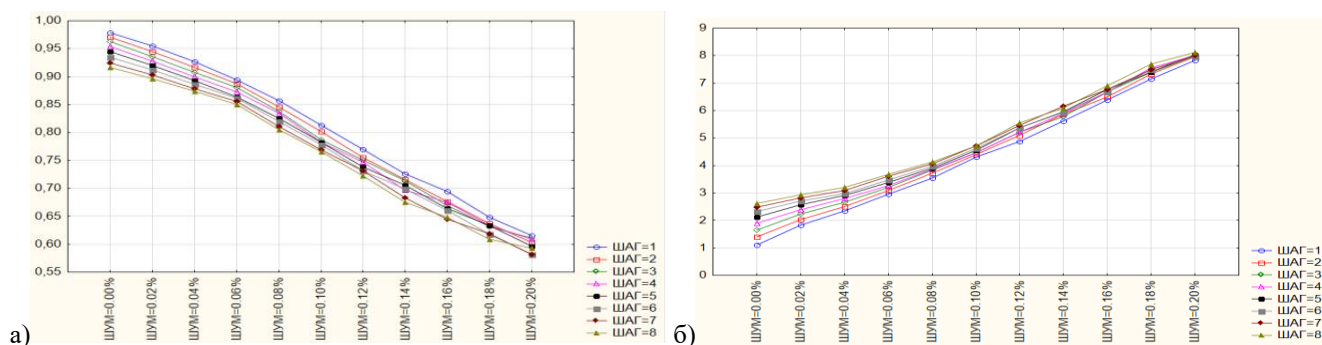 1,00
0,95
0,90
0,85
0,80
0,75
0,70
0,65
0,60
0,55
ШУМ=0.00%
ШУМ=0.02%
ШУМ=0.04%
ШУМ=0.06%
ШУМ=0.08%
ШУМ=0.10%
ШУМ=0.12%
ШУМ=0.14%
ШУМ=0.16%
ШУМ=0.18%
ШУМ=0.20%
ШАГ=1
ШАГ=2
ШАГ=3
ШАГ=4
ШАГ=5
ШАГ=6
ШАГ=7
ШАГ=8
а)
9
8
7
6
5
4
3
2
1
0
ШУМ=0.00%
ШУМ=0.02%
ШУМ=0.04%
ШУМ=0.06%
ШУМ=0.08%
ШУМ=0.10%
ШУМ=0.12%
ШУМ=0.14%
ШУМ=0.16%
ШУМ=0.18%
ШУМ=0.20%
ШАГ=1
ШАГ=2
ШАГ=3
ШАГ=4
ШАГ=5
ШАГ=6
ШАГ=7
ШАГ=8
б)